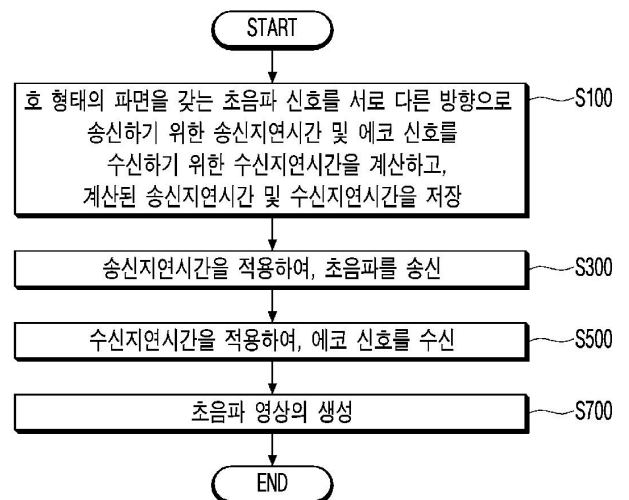 START
호 형태의 파면을 갖는 초음파 신호를 서로 다른 방향으로
송신하기 위한 송신지연시간 및 에코 신호를
수신하기 위한 수신지연시간을 계산하고,
계산된 송신지연시간 및 수신지연시간을 저장
S100
송신지연시간을 적용하여, 초음파를 송신
S300
수신지연시간을 적용하여, 에코 신호를 수신
S500
초음파 영상의 생성
S700
END